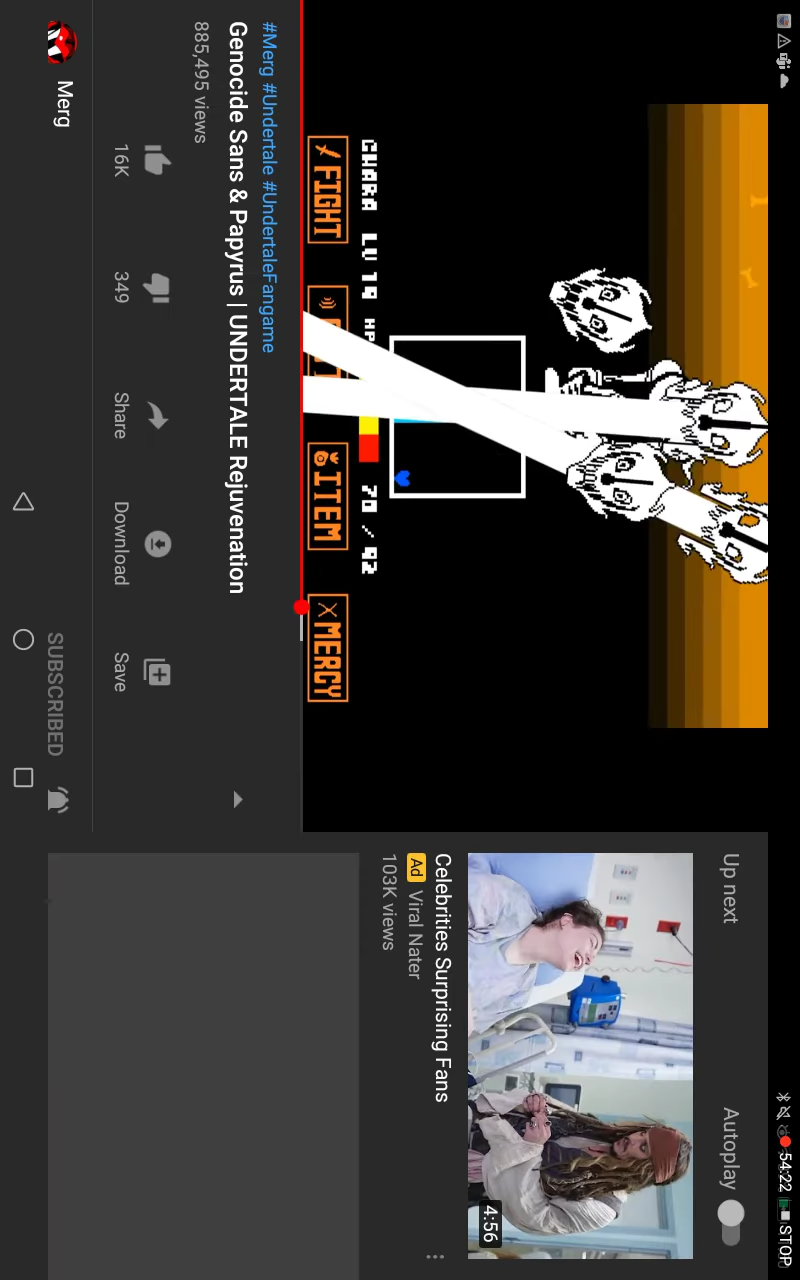 54:22 STOP
CHARA LV 19 HP 70 / 92
FIGHT
ITEM
MERCY
#Merg #Undertale #UndertaleFangame
Genocide Sans & Papyrus | UNDERTALE Rejuvenation
885,495 views
16K
349
Share
Download
Save
Merg
SUBSCRIBED
Up next
Autoplay
4:56
Celebrities Surprising Fans
Ad Viral Nater
103K views